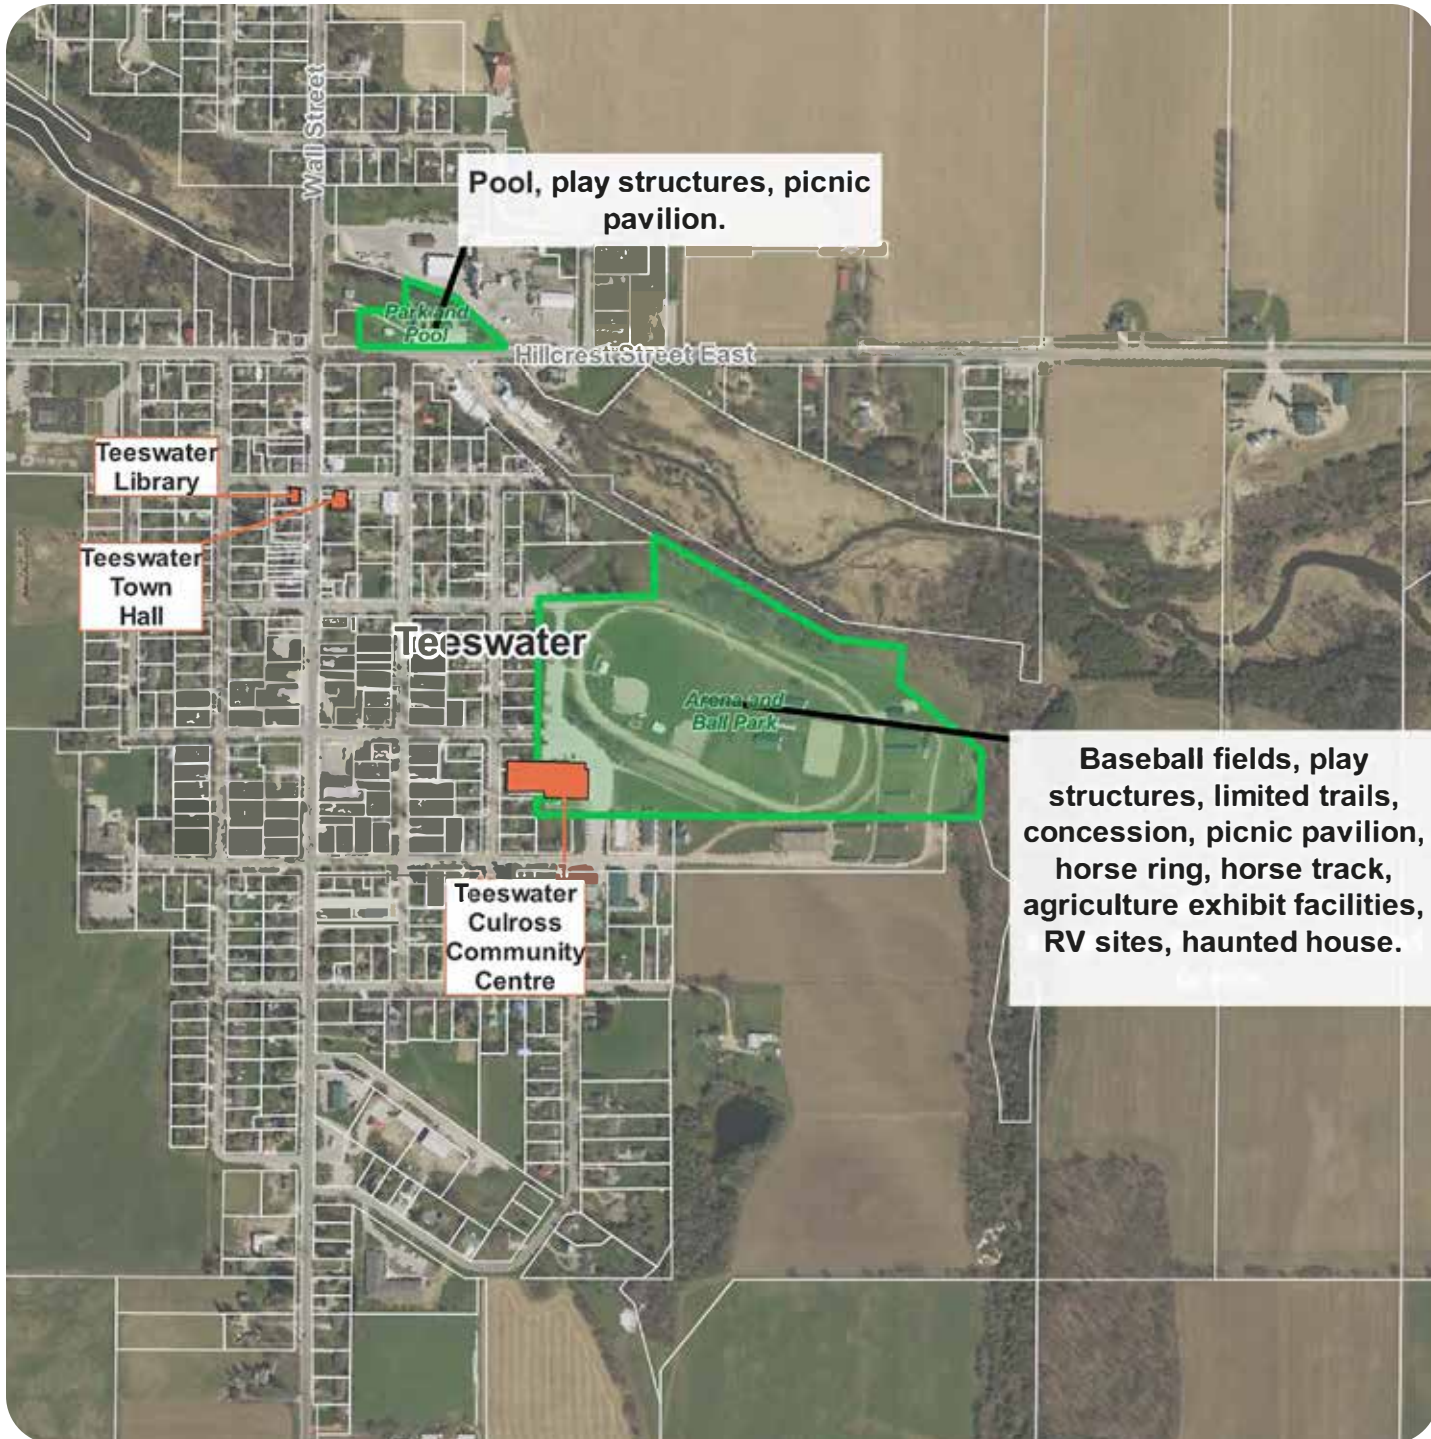 Wall Street
Pool, play structures, picnic
pavilion.
Park and
Pool
Hillcrest Street East
Teeswater
Library
Teeswater
Town
Hall
Teeswater
Arena and
Ball Park
Baseball fields, play
structures, limited trails,
concession, picnic pavilion,
horse ring, horse track,
agriculture exhibit facilities,
RV sites, haunted house.
Teeswater
Culross
Community
Centre